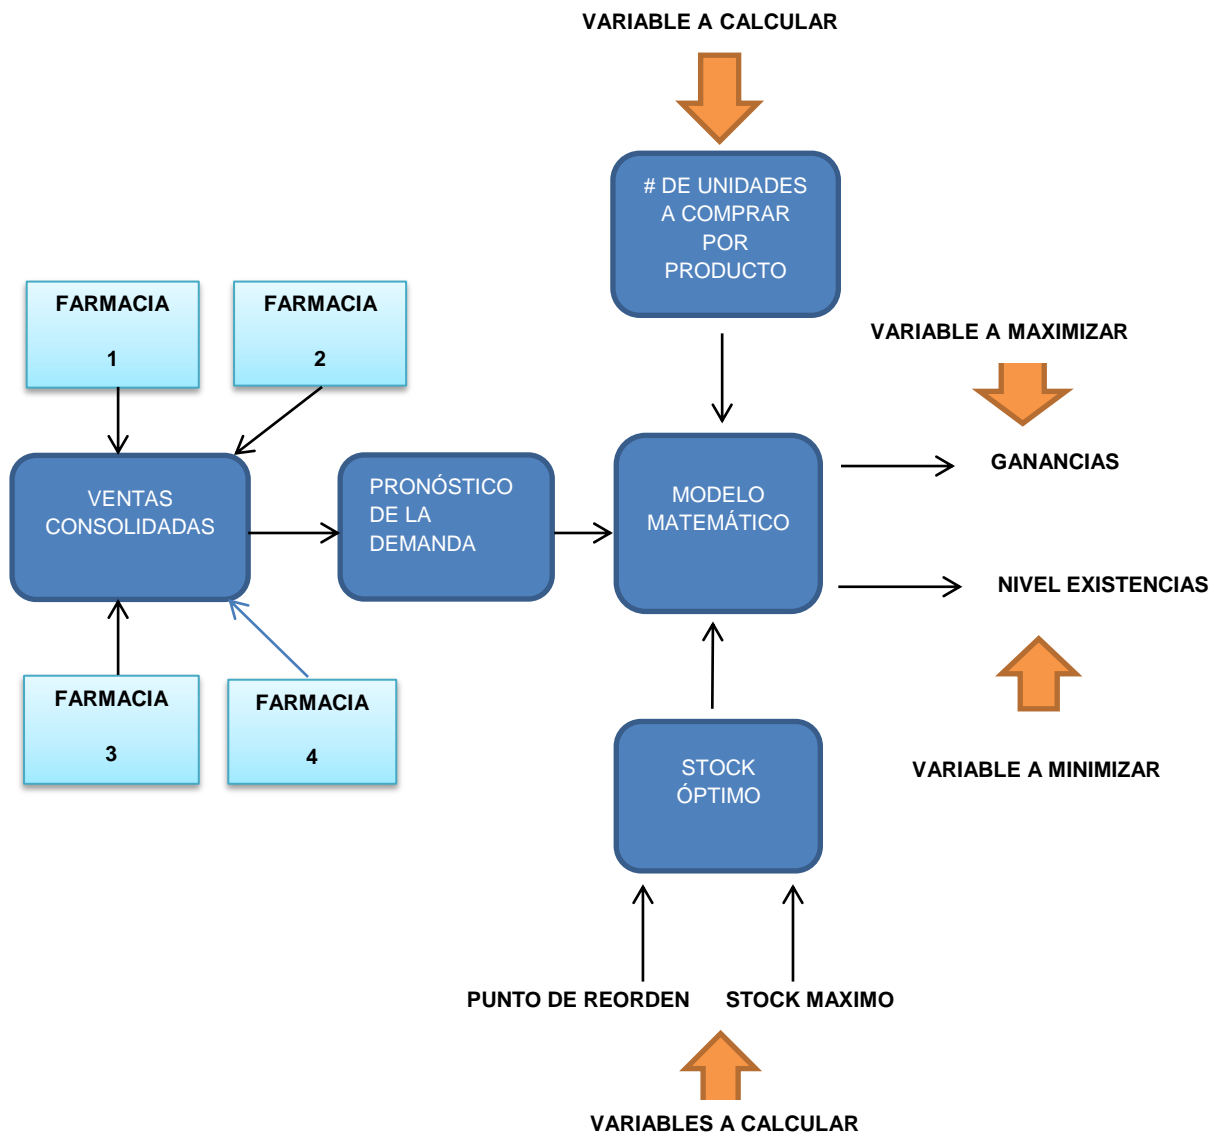 VARIABLE A CALCULAR
# DE UNIDADES
A COMPRAR
POR
PRODUCTO
FARMACIA
1
FARMACIA
2
VARIABLE A MAXIMIZAR
GANANCIAS
VENTAS
CONSOLIDADAS
PRONÓSTICO
DE LA
DEMANDA
MODELO
MATEMÁTICO
NIVEL EXISTENCIAS
FARMACIA
3
FARMACIA
4
STOCK
ÓPTIMO
VARIABLE A MINIMIZAR
PUNTO DE REORDEN
STOCK MAXIMO
VARIABLES A CALCULAR